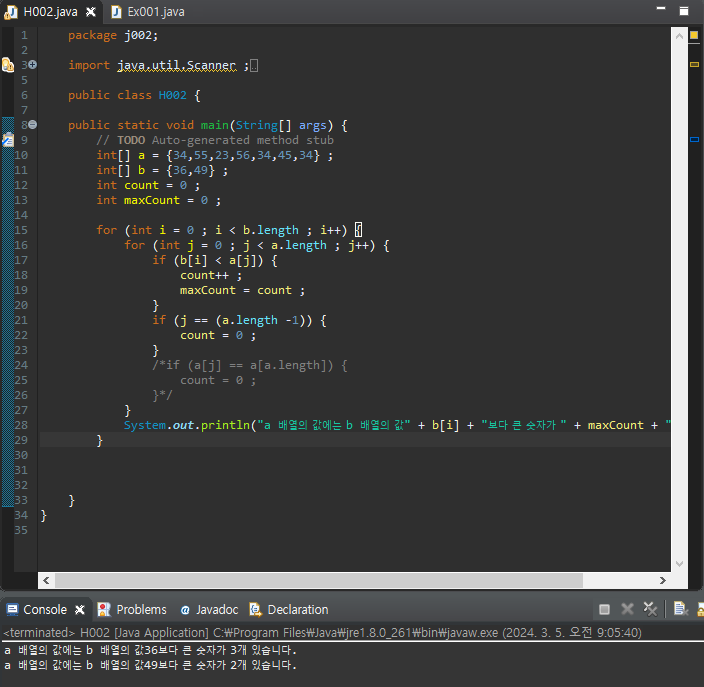 H002.java Ex001.java
1 package j002;
2
3 import java.util.Scanner ;
5
6 public class H002 {
7
8 public static void main(String[] args) {
9 // TODO Auto-generated method stub
10 int[] a = {34,55,23,56,34,45,34} ;
11 int[] b = {36,49} ;
12 int count = 0 ;
13 int maxCount = 0 ;
14
15 for (int i = 0 ; i < b.length ; i++) {
16 for (int j = 0 ; j < a.length ; j++) {
17 if (b[i] < a[j]) {
18 count++ ;
19 maxCount = count ;
20 }
21 if (j == (a.length -1)) {
22 count = 0 ;
23 }
24 /*if (a[j] == a[a.length]) {
25 count = 0 ;
26 }*/
27 }
28 System.out.println("a 배열의 값에는 b 배열의 값" + b[i] + "보다 큰 숫자가 " + maxCount + "
29 }
30
31
32
33 }
34 }
35
Console Problems Javadoc Declaration
<terminated> H002 [Java Application] C:₩Program Files₩Java₩jre1.8.0_261₩bin₩javaw.exe (2024. 3. 5. 오전 9:05:40)
a 배열의 값에는 b 배열의 값36보다 큰 숫자가 3개 있습니다.
a 배열의 값에는 b 배열의 값49보다 큰 숫자가 2개 있습니다.